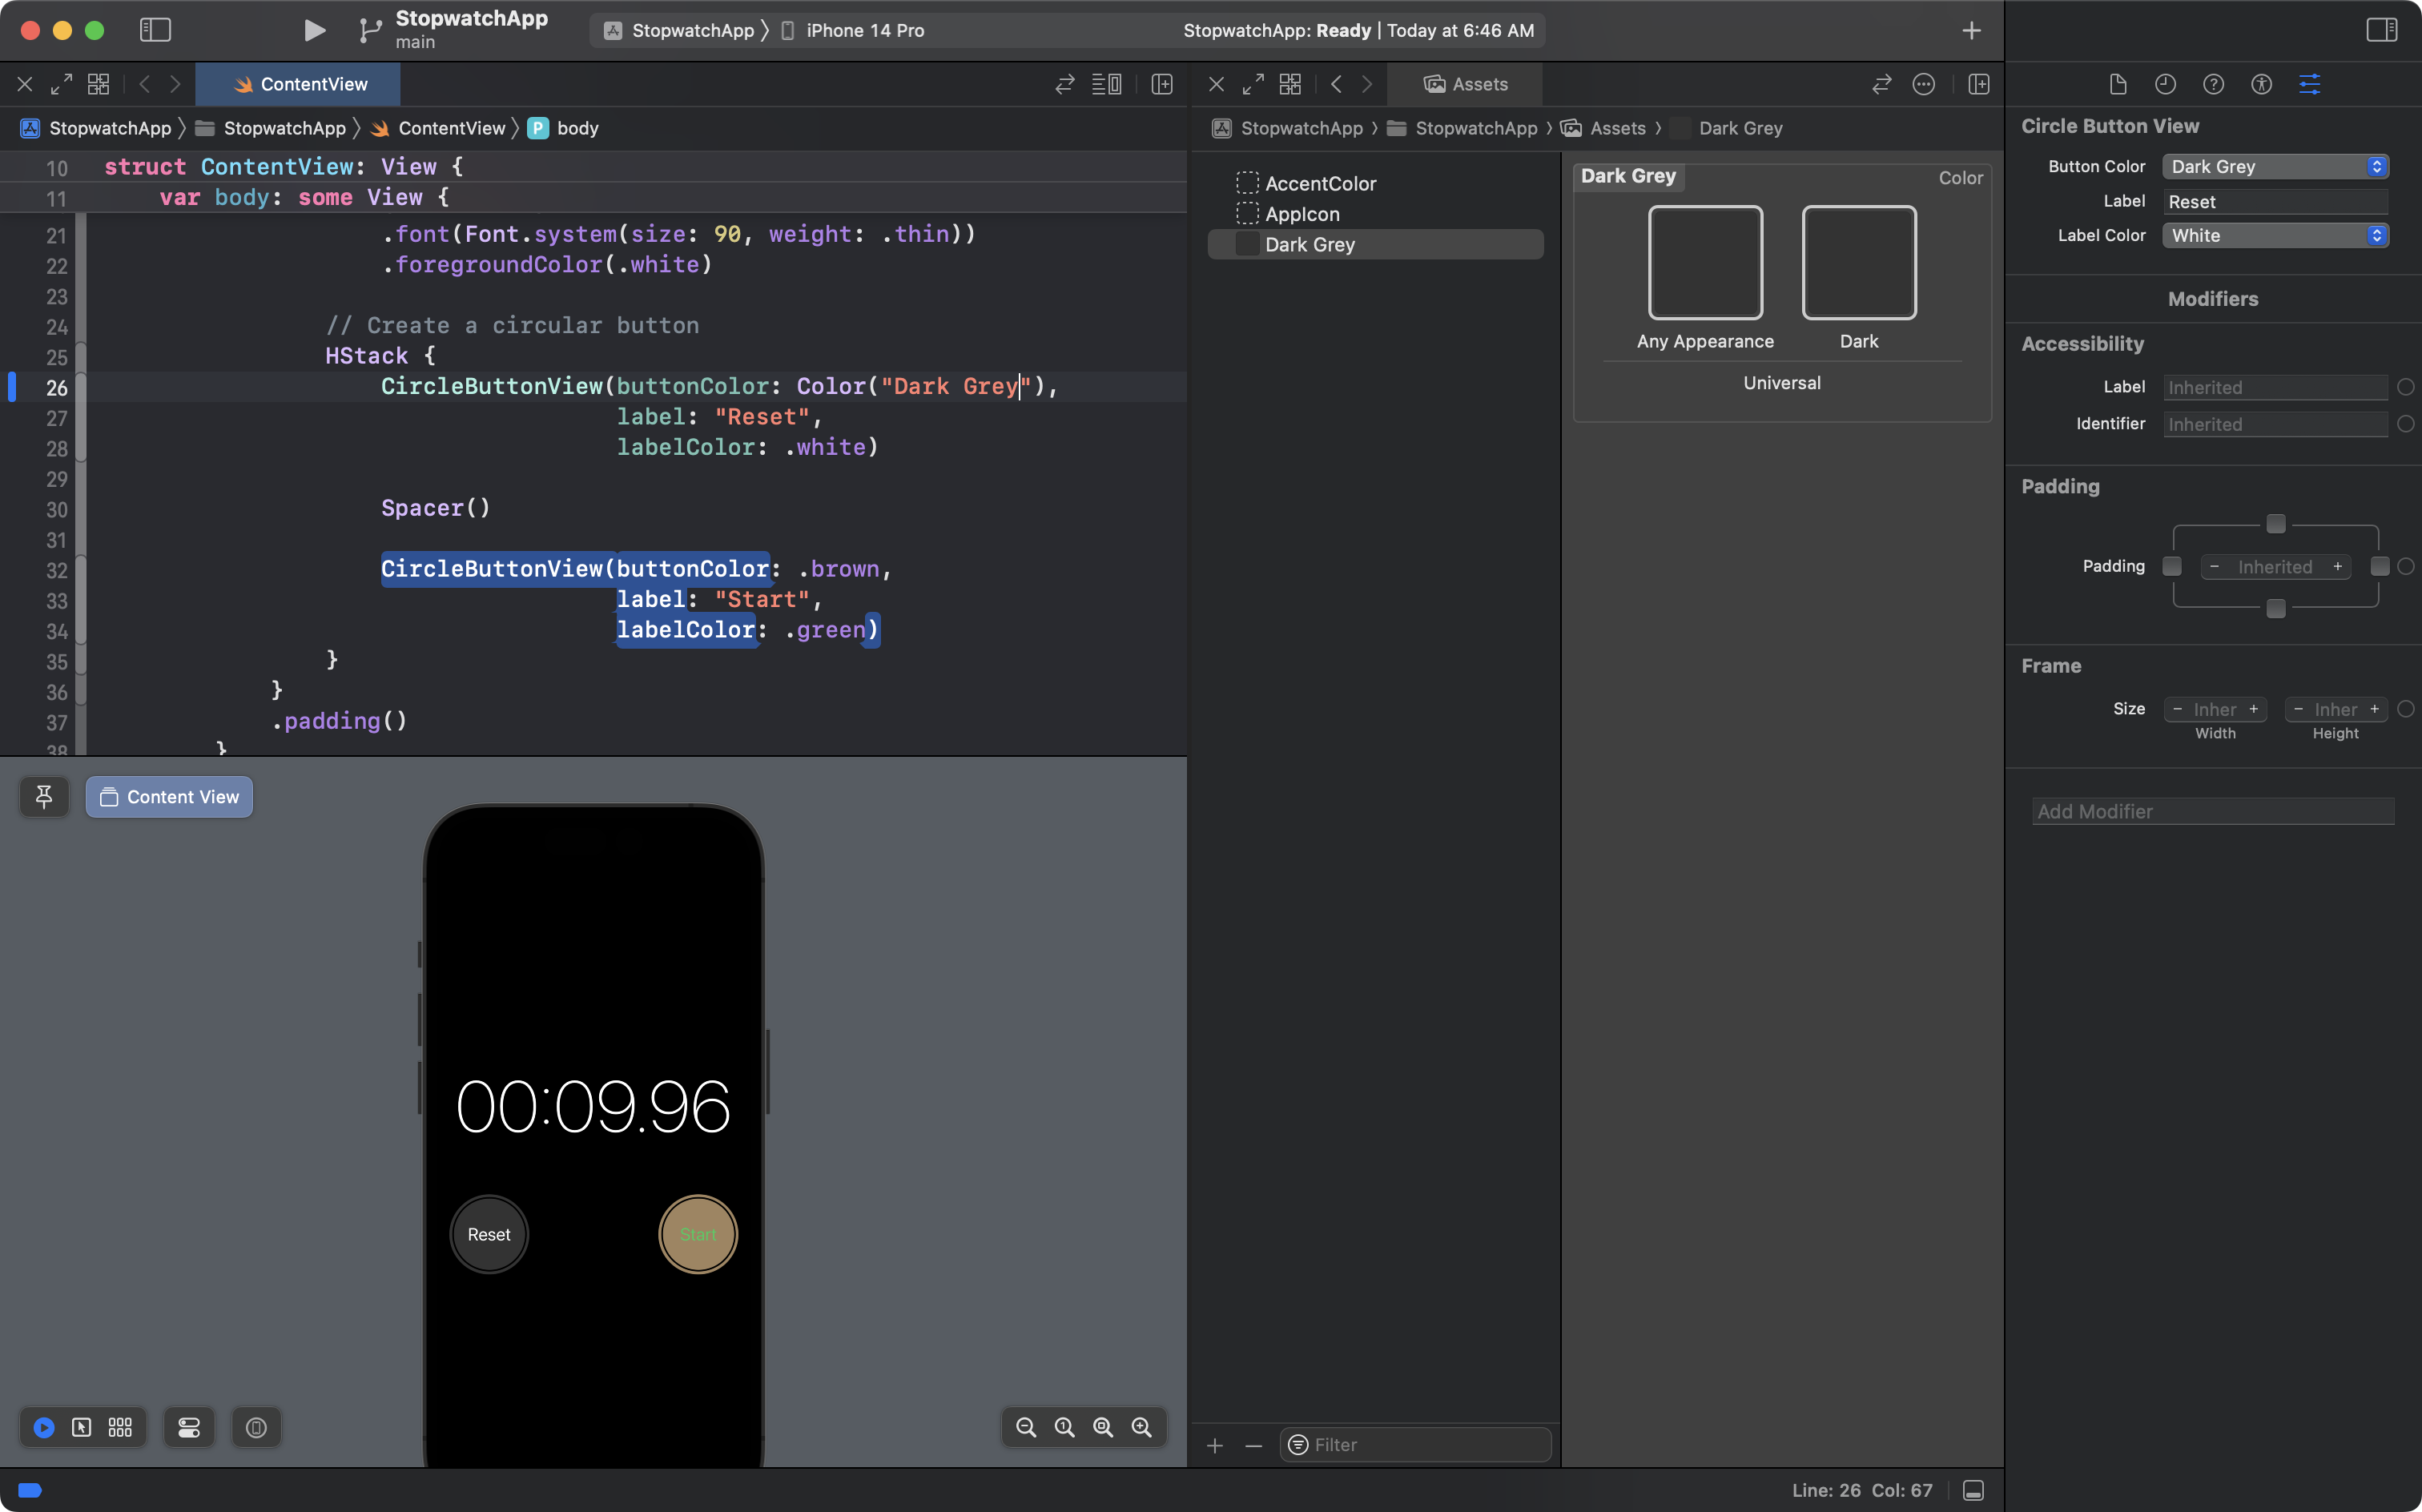 StopwatchApp
main
StopwatchApp 〉 iPhone 14 Pro
StopwatchApp: Ready | Today at 6:46 AM
ContentView
StopwatchApp 〉 StopwatchApp 〉 ContentView 〉 P body
10 struct ContentView: View {
11 var body: some View {
21 .font(Font.system(size: 90, weight: .thin))
22 .foregroundColor(.white)
23
24 // Create a circular button
25 HStack {
26 CircleButtonView(buttonColor: Color("Dark Grey"),
27 label: "Reset",
28 labelColor: .white)
29
30 Spacer()
31
32 CircleButtonView(buttonColor: .brown,
33 label: "Start",
34 labelColor: .green)
35 }
36 }
37 .padding()
38 }
Content View
00:09.96
Reset
Start
Assets
StopwatchApp 〉 StopwatchApp 〉 Assets 〉 Dark Grey
AccentColor
AppIcon
Dark Grey
Dark Grey
Color
Any Appearance
Dark
Universal
Filter
Line: 26 Col: 67
Circle Button View
Button Color Dark Grey
Label Reset
Label Color White
Modifiers
Accessibility
Label Inherited
Identifier Inherited
Padding
Padding − Inherited +
Frame
Size − Inher + − Inher +
Width Height
Add Modifier